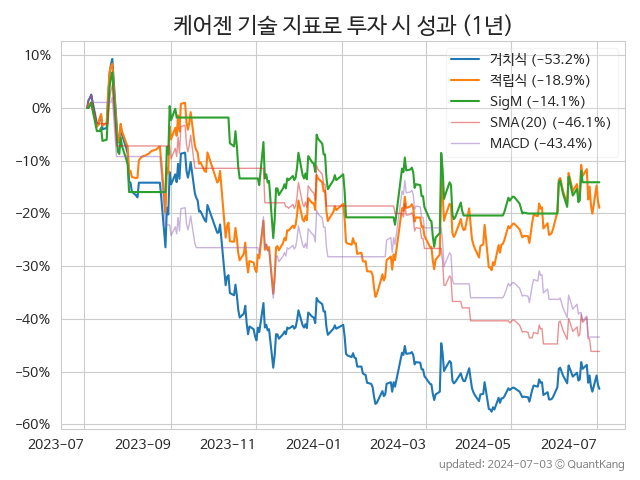 케어젠 기술 지표로 투자 시 성과 (1년)
거치식 (−53.2%)
적립식 (−18.9%)
SigM (−14.1%)
SMA(20) (−46.1%)
MACD (−43.4%)
10%
0%
−10%
−20%
−30%
−40%
−50%
−60%
2023-07 2023-09 2023-11 2024-01 2024-03 2024-05 2024-07
updated: 2024-07-03 © QuantKang